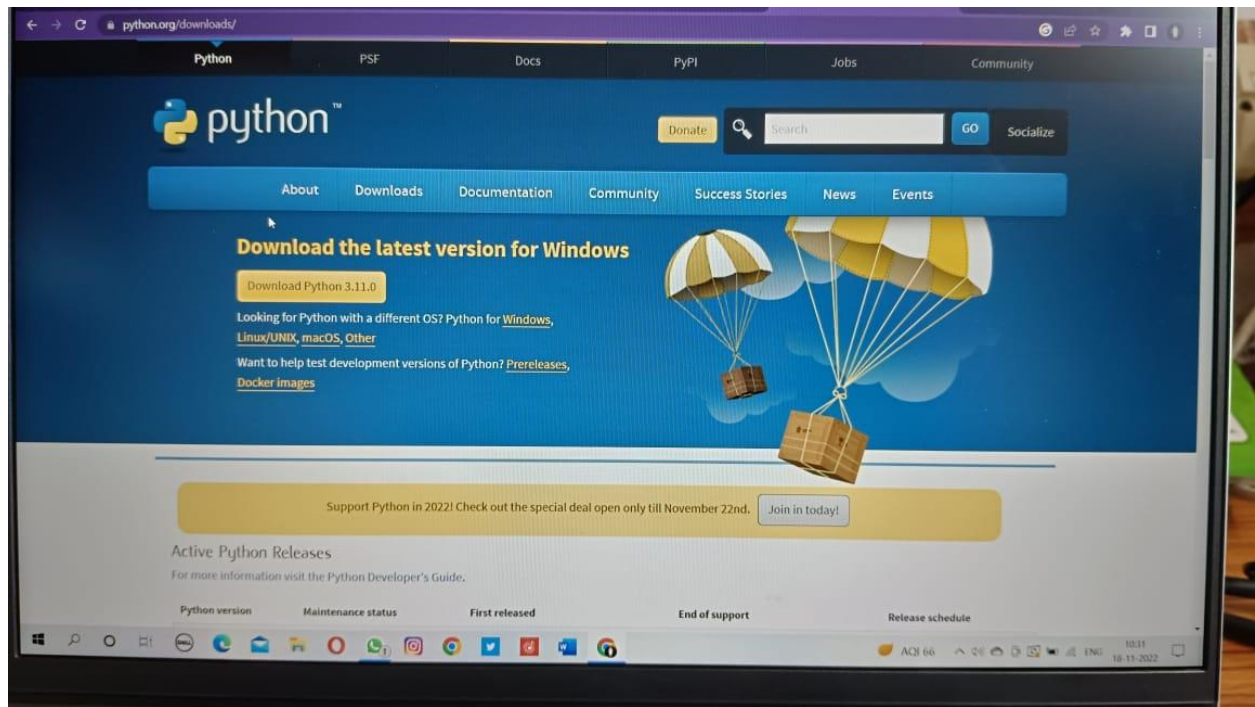 python.org/downloads/
Python PSF Docs PyPI Jobs Community
python™
Donate Search GO Socialize
About Downloads Documentation Community Success Stories News Events
Download the latest version for Windows
Download Python 3.11.0
Looking for Python with a different OS? Python for Windows,
Linux/UNIX, macOS, Other
Want to help test development versions of Python? Prereleases,
Docker images
Support Python in 2022! Check out the special deal open only till November 22nd. Join in today!
Active Python Releases
For more information visit the Python Developer's Guide.
Python version Maintenance status First released End of support Release schedule
DELL AQI 66 ENG 10:31
18-11-2022